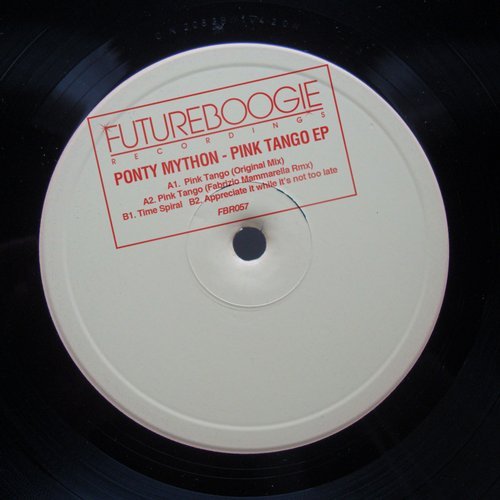 FUTUREBOOGIE
RECORDINGS
PONTY MYTHON - PINK TANGO EP
A1. Pink Tango (Original Mix)
A2. Pink Tango (Fabrizio Mammarella Rmx)
B1. Time Spiral B2. Appreciate It while it's not too late
FBR057